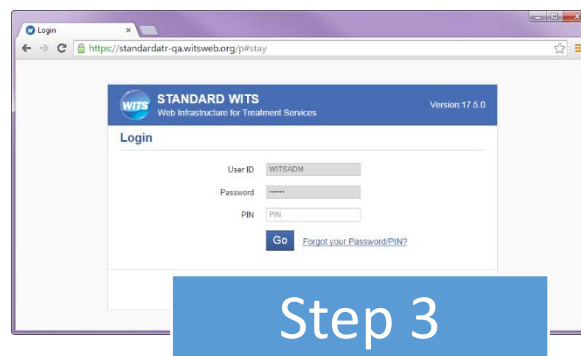 Login
https://standardatr-qa.witsweb.org/p#stay
WITS
STANDARD WITS
Web Infrastructure for Treatment Services
Version:17.5.0
Login
User ID WITSADM
Password ••••••
PIN PIN
Go Forgot your Password/PIN?
Step 3